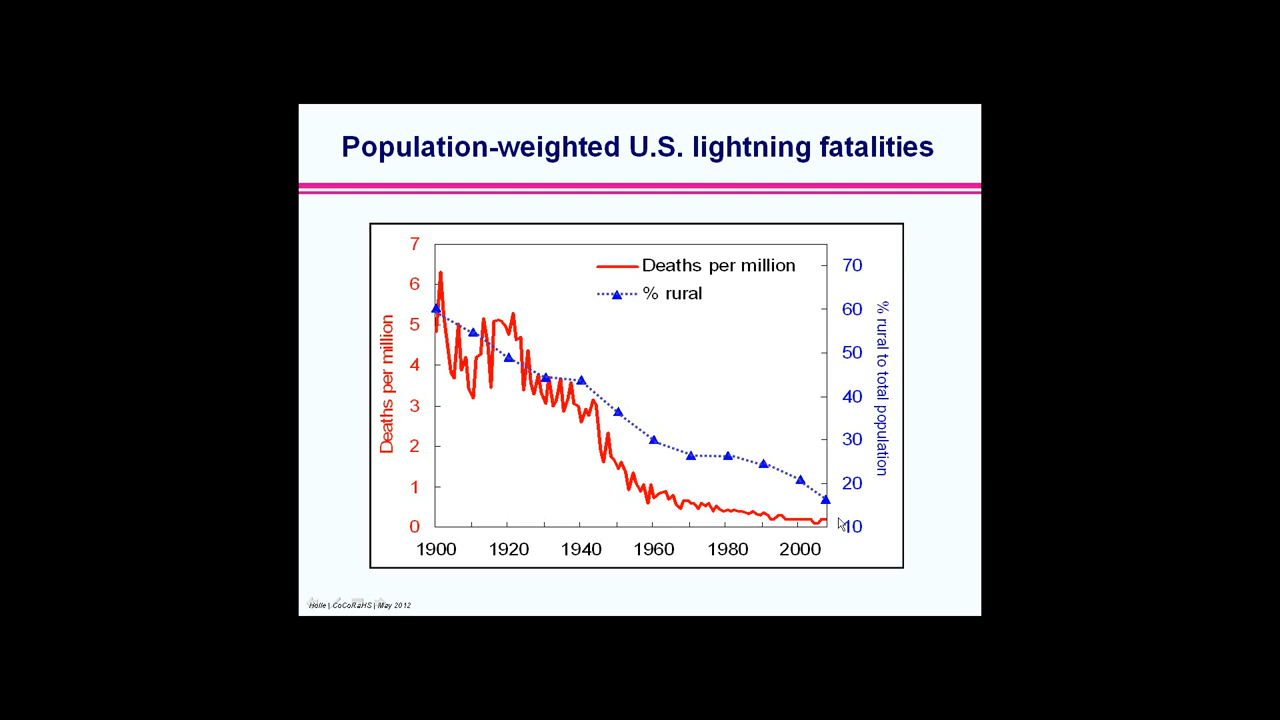 Population-weighted U.S. lightning fatalities
Deaths per million
% rural
7
6
5
4
3
2
1
0
Deaths per million
70
60
50
40
30
20
10
% rural to total population
1900 1920 1940 1960 1980 2000
Holle | CoCoRaHS | May 2012